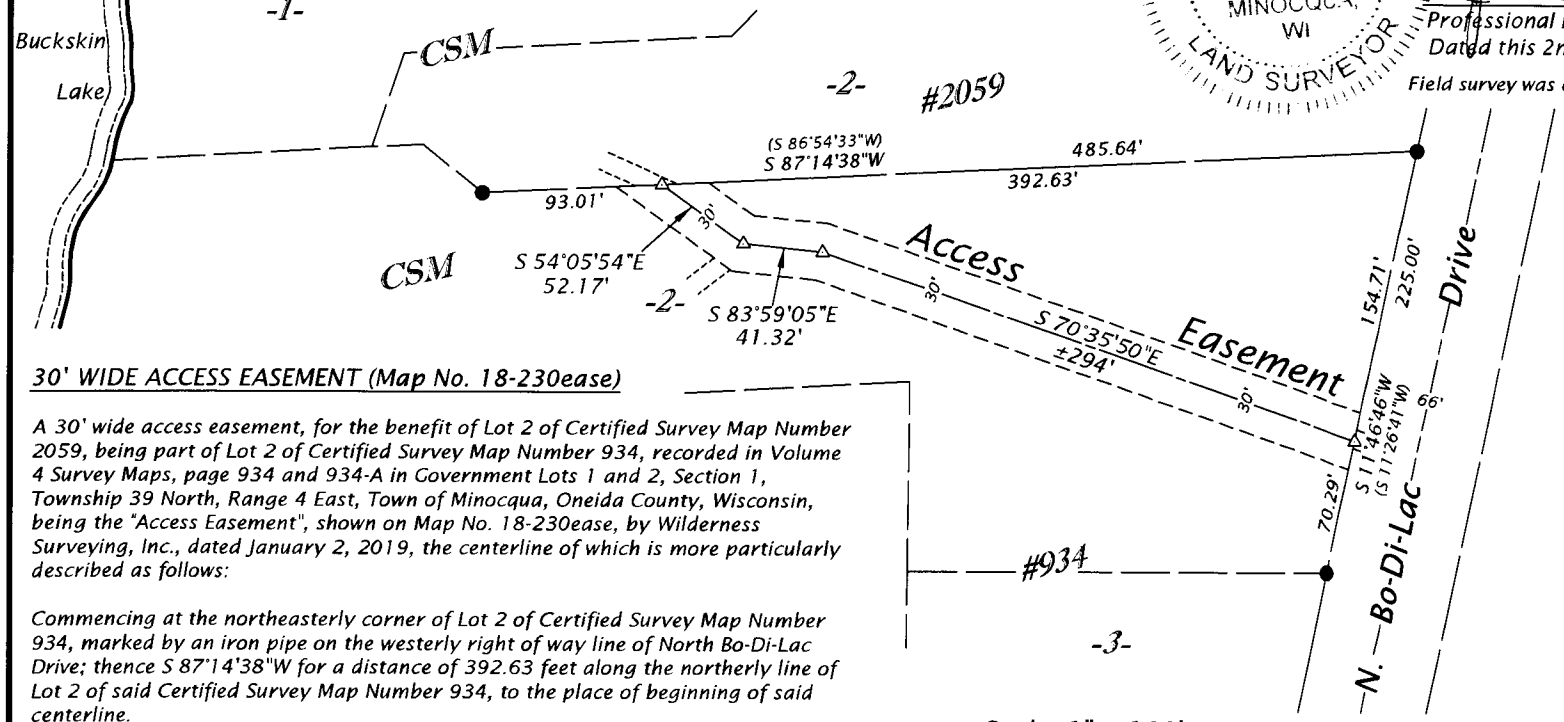 -1-
Buckskin
Lake
CSM
-2-
#2059
MINOCQUA,
WI
LAND SURVEYOR
Professional
Dated this 2n
Field survey was
(S 86°54'33"W)
S 87°14'38"W
485.64'
93.01'
392.63'
30'
S 54°05'54"E
52.17'
CSM
-2-
S 83°59'05"E
41.32'
Access
Easement
30'
S 70°35'50"E
±294'
30'
154.71'
225.00'
Drive
66'
S 11°46'46"W
(S 11°26'41"W)
70.29'
N. Bo-Di-Lac
30' WIDE ACCESS EASEMENT (Map No. 18-230ease)
A 30' wide access easement, for the benefit of Lot 2 of Certified Survey Map Number
2059, being part of Lot 2 of Certified Survey Map Number 934, recorded in Volume
4 Survey Maps, page 934 and 934-A in Government Lots 1 and 2, Section 1,
Township 39 North, Range 4 East, Town of Minocqua, Oneida County, Wisconsin,
being the "Access Easement", shown on Map No. 18-230ease, by Wilderness
Surveying, Inc., dated January 2, 2019, the centerline of which is more particularly
described as follows:
#934
-3-
Commencing at the northeasterly corner of Lot 2 of Certified Survey Map Number
934, marked by an iron pipe on the westerly right of way line of North Bo-Di-Lac
Drive; thence S 87°14'38"W for a distance of 392.63 feet along the northerly line of
Lot 2 of said Certified Survey Map Number 934, to the place of beginning of said
centerline.